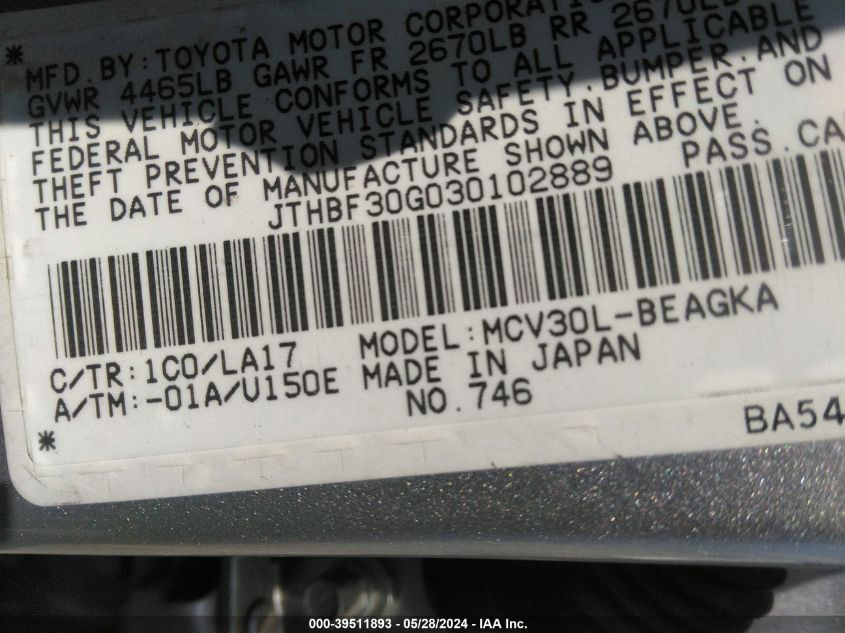 *
MFD.BY:TOYOTA MOTOR
GVWR 4465LB GAWR FR 2670LB RR 2670LB
THIS VEHICLE CONFORMS TO ALL APPLICABLE
FEDERAL MOTOR VEHICLE SAFETY,BUMPER,AND
THEFT PREVENTION STANDARDS IN EFFECT ON
THE DATE OF MANUFACTURE SHOWN ABOVE.
JTHBF30G030102889 PASS.
C/TR:1C0/LA17 MODEL:MCV30L-BEAGKA
A/TM:-01A/U150E MADE IN JAPAN
* NO.746
BA54
000-39511893 / 05/28/2024 - IAA Inc.